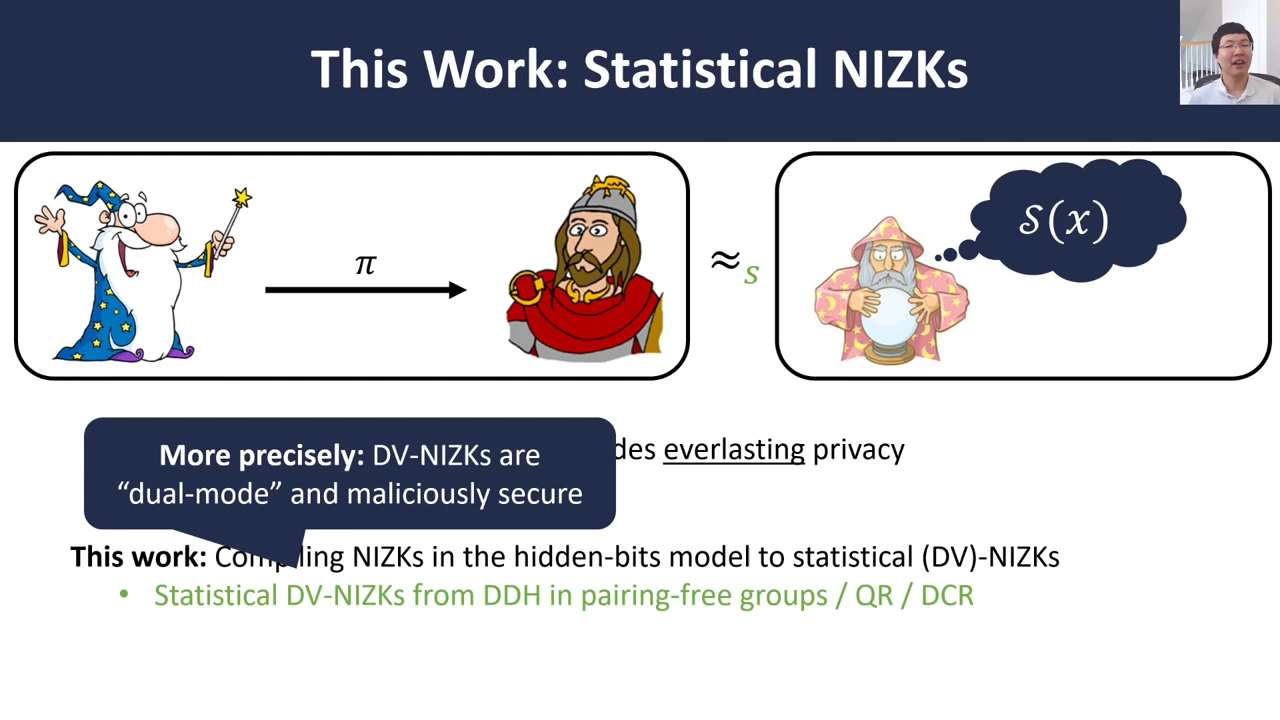 This Work: Statistical NIZKs
π
≈s
𝒮(x)
More precisely: DV-NIZKs are
“dual-mode” and maliciously secure
des everlasting privacy
This work: Compiling NIZKs in the hidden-bits model to statistical (DV)-NIZKs
• Statistical DV-NIZKs from DDH in pairing-free groups / QR / DCR